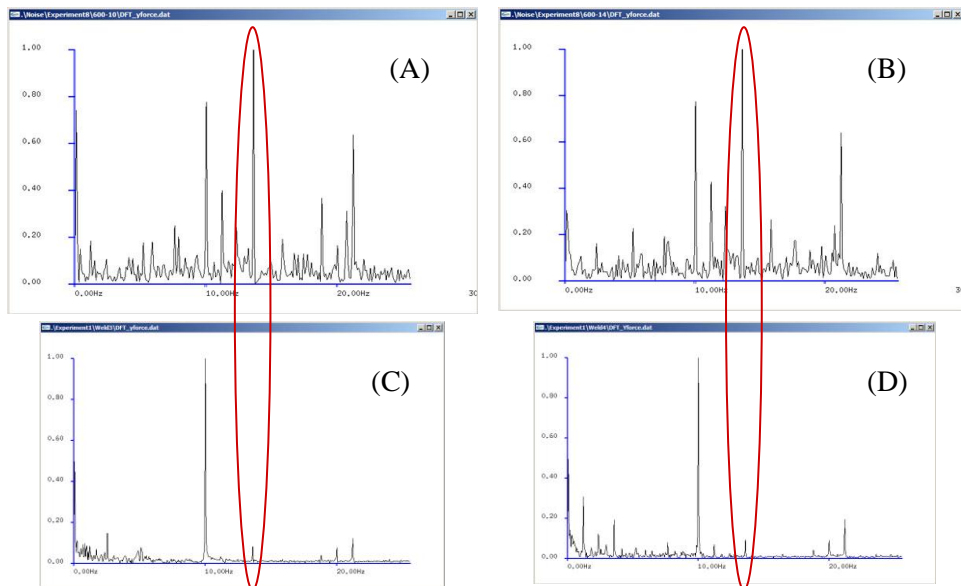 .\Noise\ExperimentB\600-10\DFT_yforce.dat
(A)
1.00
0.80
0.60
0.40
0.20
0.00
0.00Hz 10.00Hz 20.00Hz 30
.\Noise\ExperimentB\600-14\DFT_yforce.dat
(B)
1.00
0.80
0.60
0.40
0.20
0.00
0.00Hz 10.00Hz 20.00Hz 30
.\Experiment1\Weld3\DFT_yforce.dat
(C)
1.00
0.80
0.60
0.40
0.20
0.00
0.00Hz 10.00Hz 20.00Hz
.\Experiment1\Weld4\DFT_Yforce.dat
(D)
1.00
0.80
0.60
0.40
0.20
0.00
0.00Hz 10.00Hz 20.00Hz